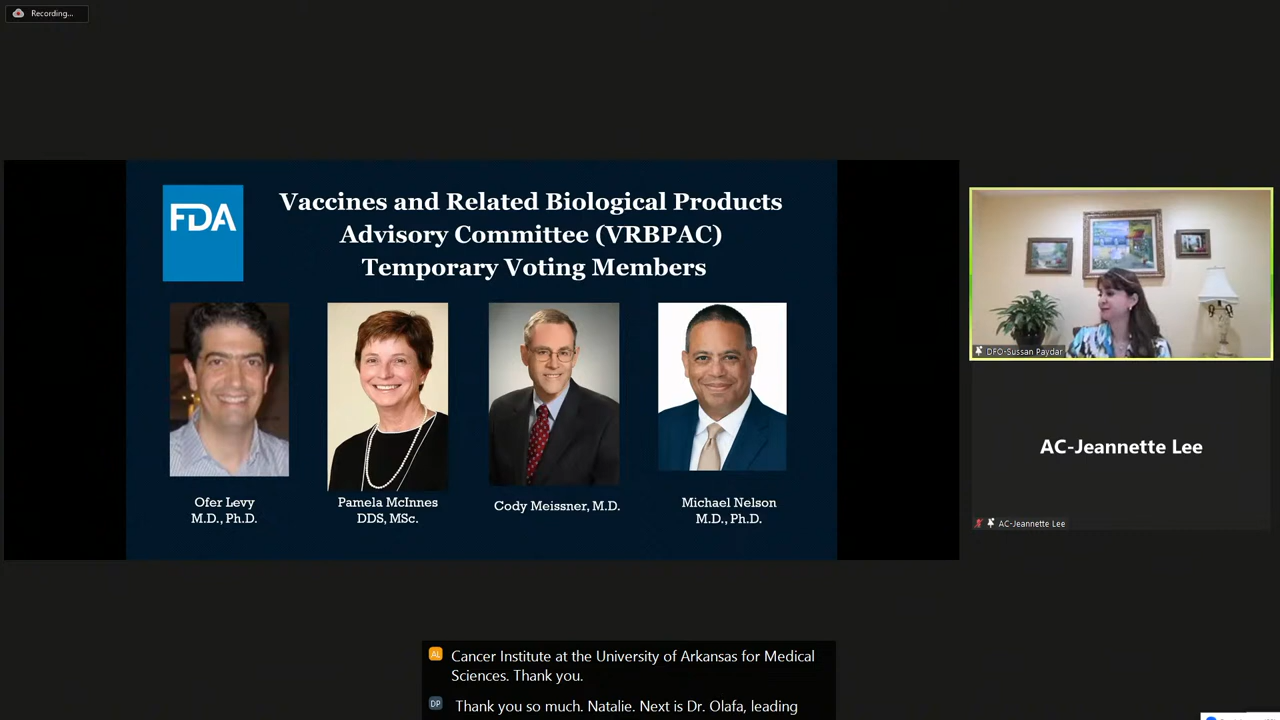 Recording...
FDA
Vaccines and Related Biological Products
Advisory Committee (VRBPAC)
Temporary Voting Members
Ofer Levy
M.D., Ph.D.
Pamela McInnes
DDS, MSc.
Cody Meissner, M.D.
Michael Nelson
M.D., Ph.D.
DFO-Sussan Paydar
AC-Jeannette Lee
AC-Jeannette Lee
AL Cancer Institute at the University of Arkansas for Medical
Sciences. Thank you.
DP Thank you so much. Natalie. Next is Dr. Olafa, leading